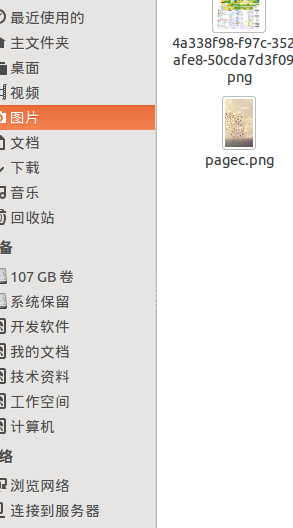 最近使用的
主文件夹
桌面
视频
图片
文档
下载
音乐
回收站
备
107 GB 卷
系统保留
开发软件
我的文档
技术资料
工作空间
计算机
络
浏览网络
连接到服务器
4a338f98-f97c-352
afe8-50cda7d3f09
png
pagec.png